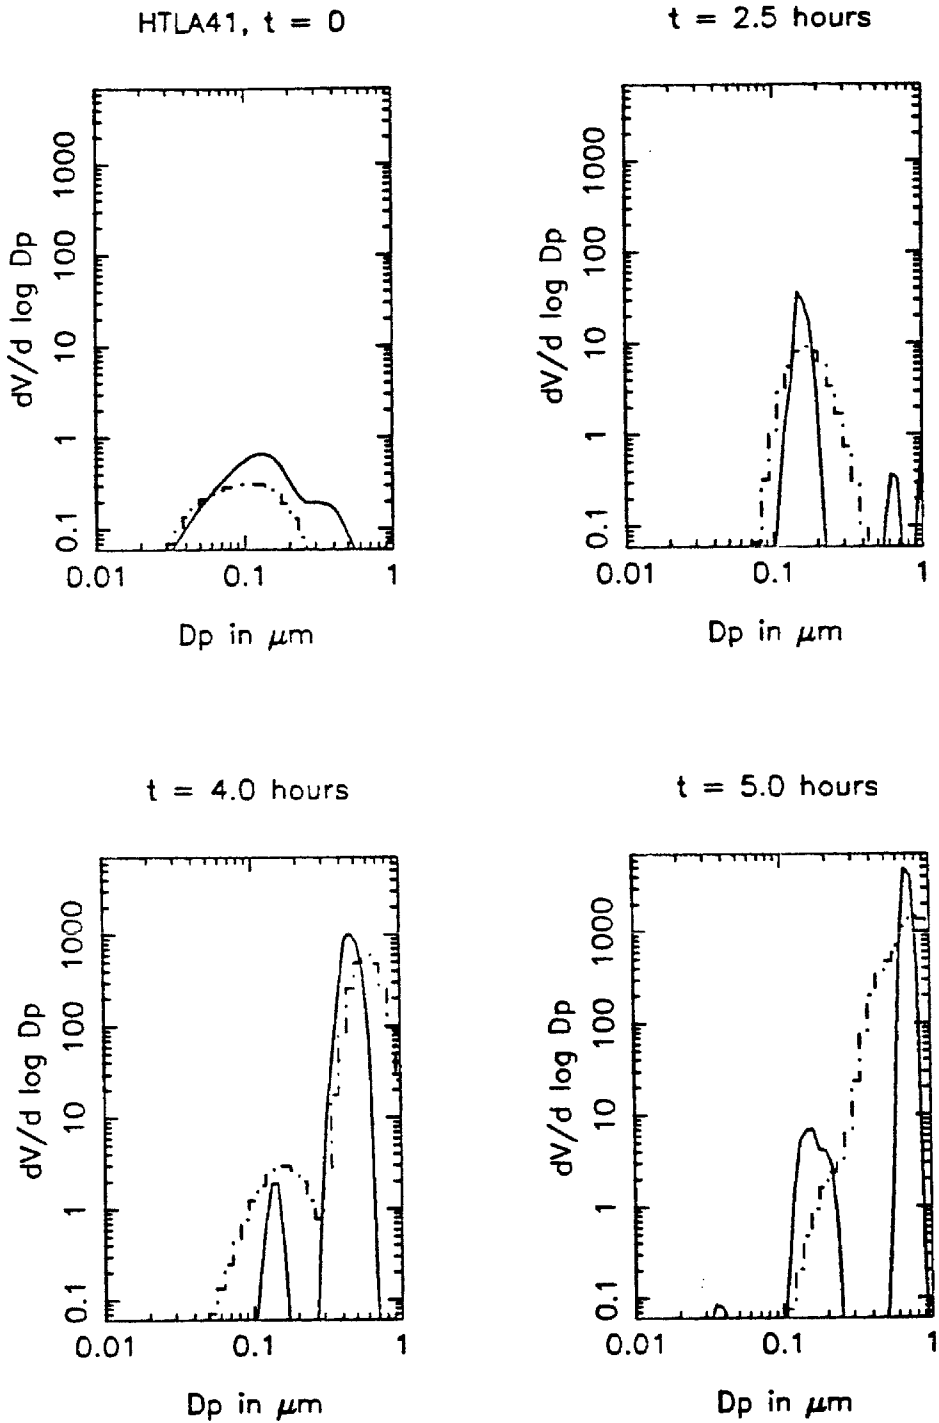 HTLA41, t = 0
t = 2.5 hours
dV/d log Dp
1000
100
10
1
0.1
0.01
0.1
1
Dp in μm
dV/d log Dp
1000
100
10
1
0.1
0.01
0.1
1
Dp in μm
t = 4.0 hours
t = 5.0 hours
dV/d log Dp
1000
100
10
1
0.1
0.01
0.1
1
Dp in μm
dV/d log Dp
1000
100
10
1
0.1
0.01
0.1
1
Dp in μm